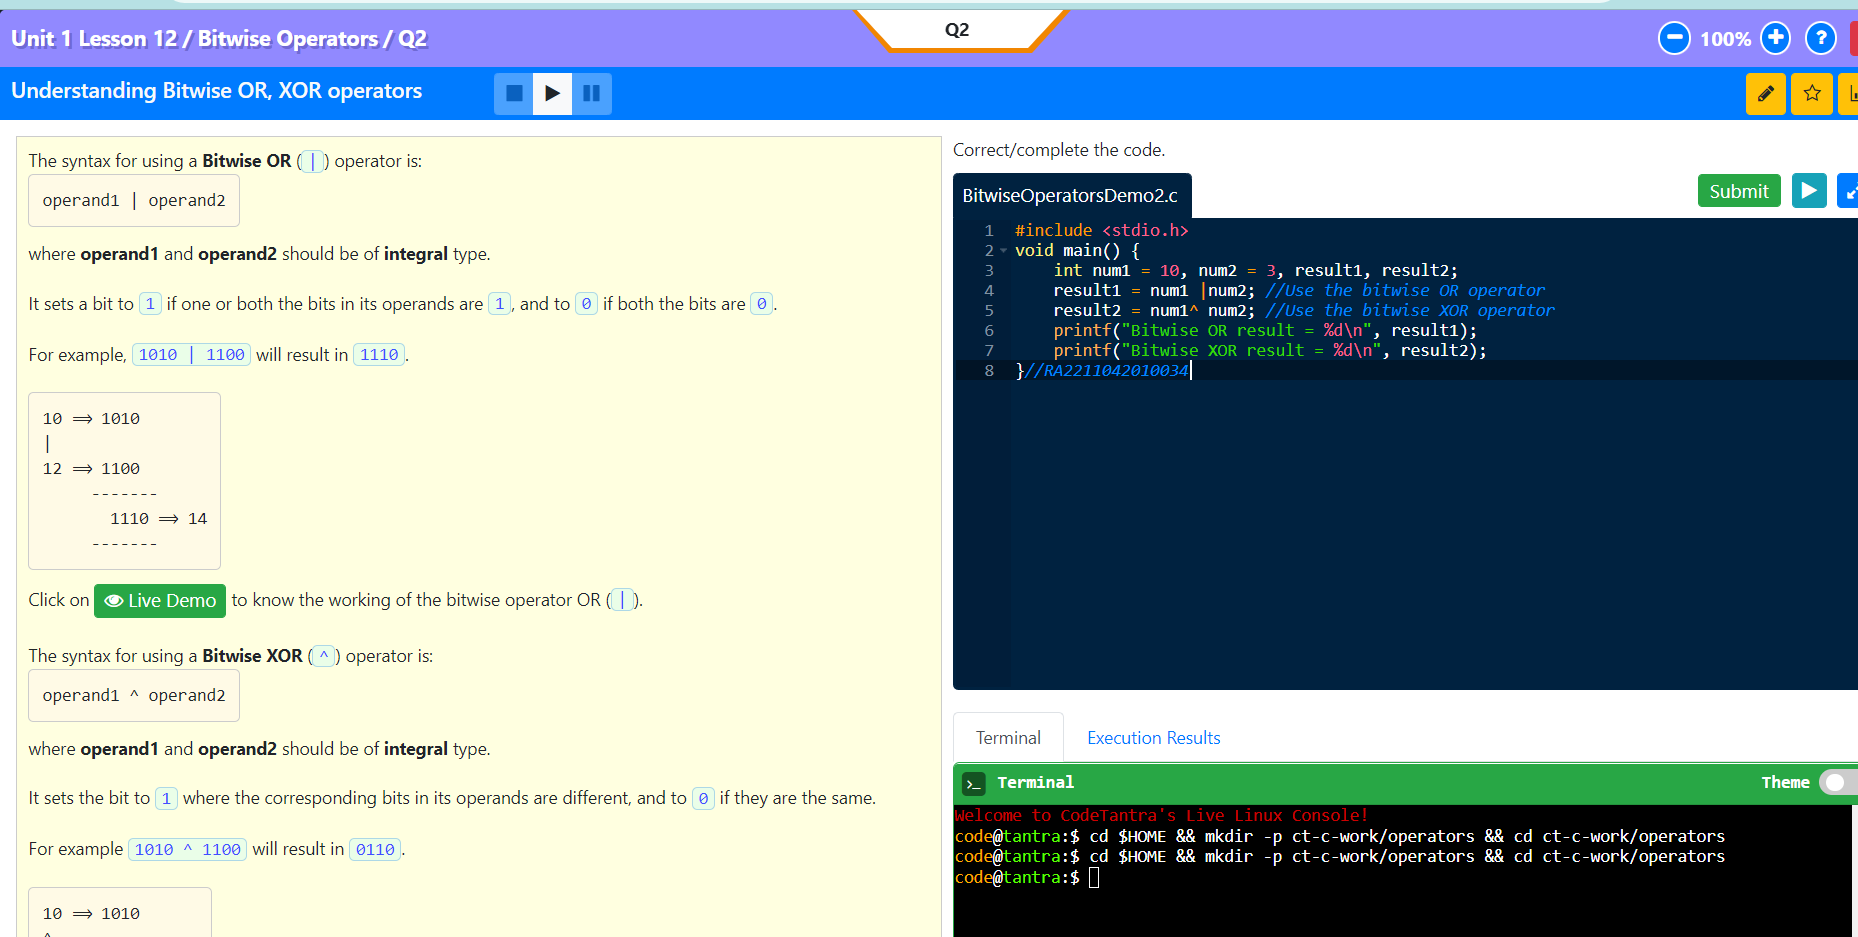 Q2
Unit 1 Lesson 12 / Bitwise Operators / Q2
100%
?
Understanding Bitwise OR, XOR operators
The syntax for using a Bitwise OR ( | ) operator is:
operand1 | operand2
where operand1 and operand2 should be of integral type.
It sets a bit to 1 if one or both the bits in its operands are 1, and to 0 if both the bits are 0.
For example, 1010 | 1100 will result in 1110.
10 ⟹ 1010
|
12 ⟹ 1100
-------
1110 ⟹ 14
-------
Click on Live Demo to know the working of the bitwise operator OR ( | ).
The syntax for using a Bitwise XOR ( ^ ) operator is:
operand1 ^ operand2
where operand1 and operand2 should be of integral type.
It sets the bit to 1 where the corresponding bits in its operands are different, and to 0 if they are the same.
For example 1010 ^ 1100 will result in 0110.
10 ⟹ 1010
^
Correct/complete the code.
BitwiseOperatorsDemo2.c
Submit
1 #include <stdio.h>
2 void main() {
3 int num1 = 10, num2 = 3, result1, result2;
4 result1 = num1 |num2; //Use the bitwise OR operator
5 result2 = num1^ num2; //Use the bitwise XOR operator
6 printf("Bitwise OR result = %d\n", result1);
7 printf("Bitwise XOR result = %d\n", result2);
8 }//RA2211042010034
Terminal
Execution Results
>_ Terminal
Theme
Welcome to CodeTantra's Live Linux Console!
code@tantra:$ cd $HOME && mkdir -p ct-c-work/operators && cd ct-c-work/operators
code@tantra:$ cd $HOME && mkdir -p ct-c-work/operators && cd ct-c-work/operators
code@tantra:$